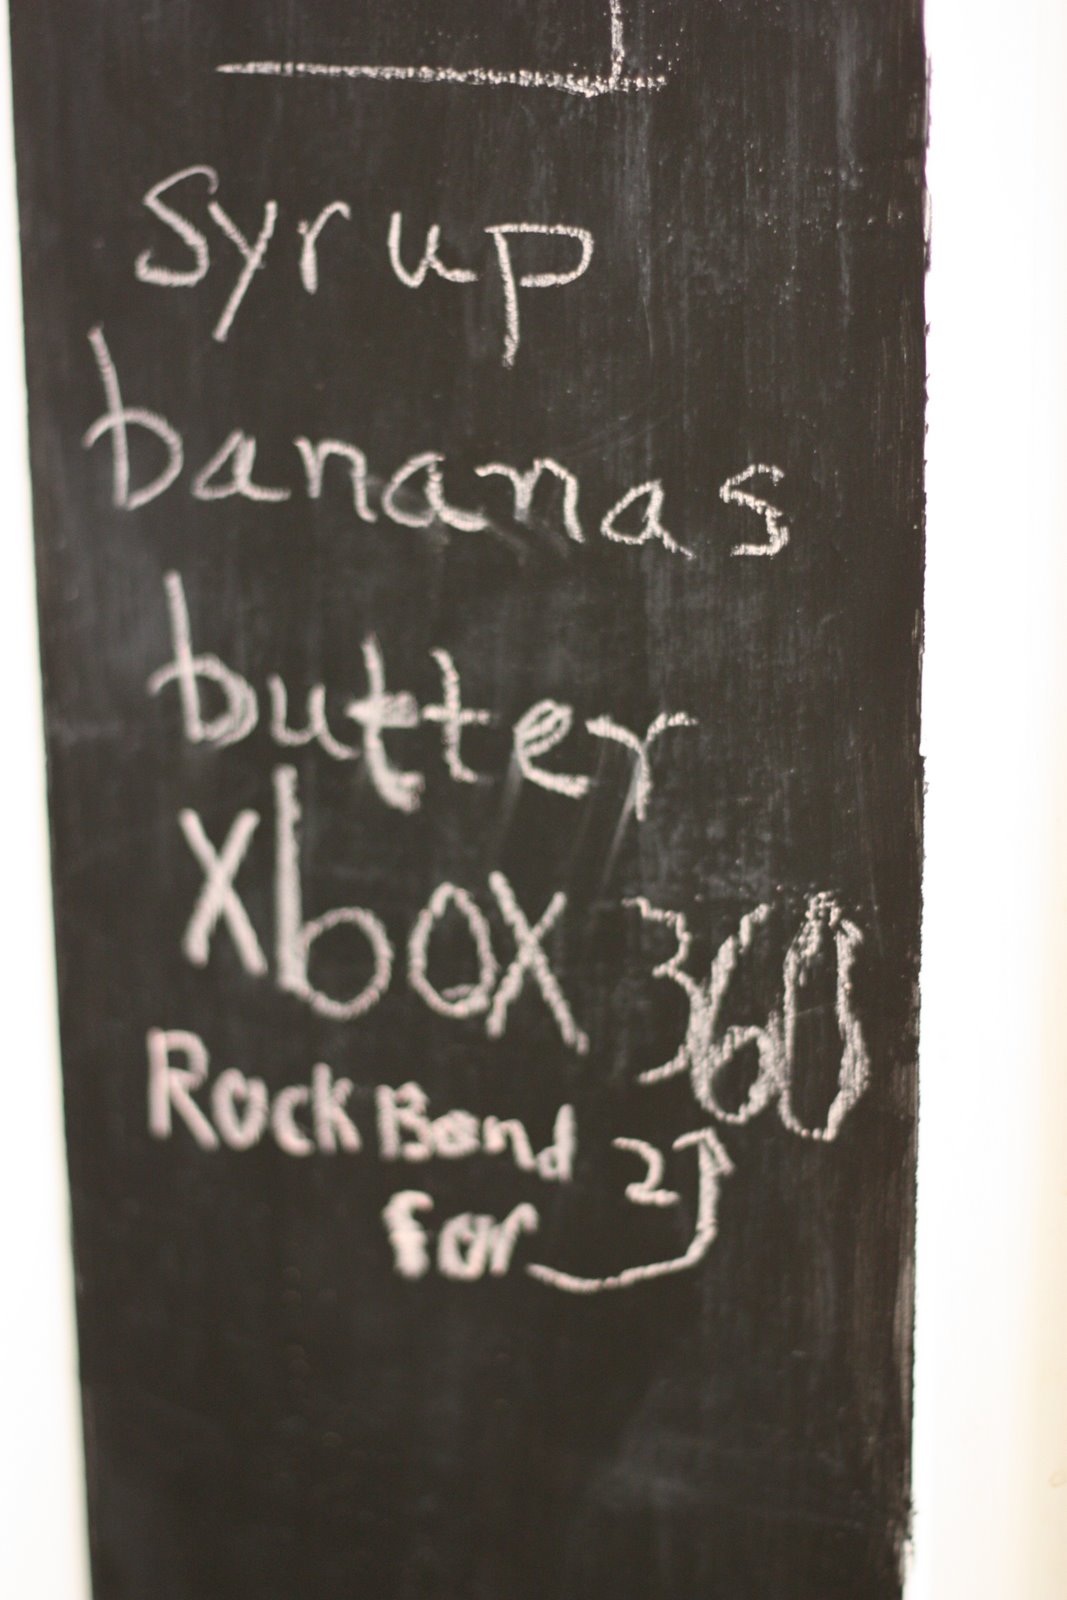 syrup
bananas
butter
Xbox 360
Rock Band 2
for